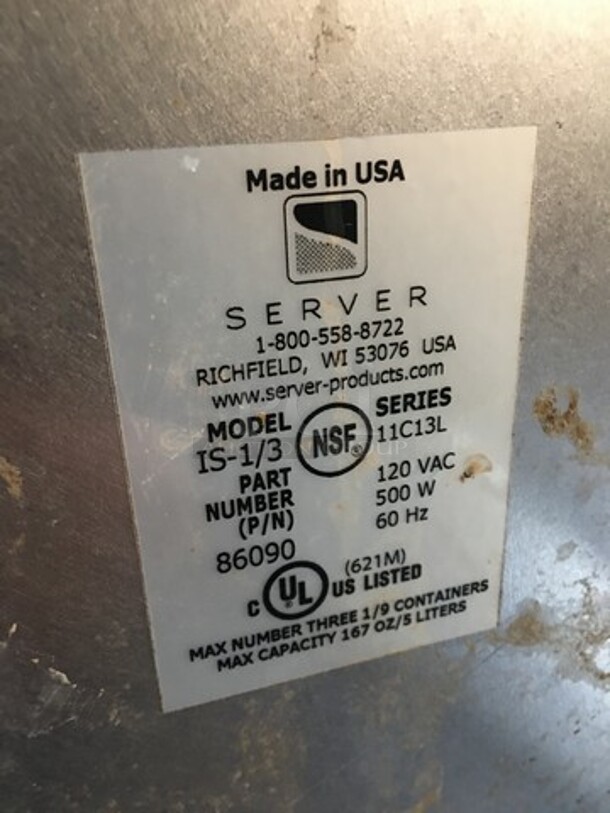 Made in USA
SERVER
1-800-558-8722
RICHFIELD, WI 53076 USA
www.server-products.com
MODEL
IS-1/3
NSF®
SERIES
11C13L
PART
NUMBER
(P/N)
86090
120 VAC
500 W
60 Hz
C UL® US LISTED
(621M)
MAX NUMBER THREE 1/9 CONTAINERS
MAX CAPACITY 167 OZ/5 LITERS